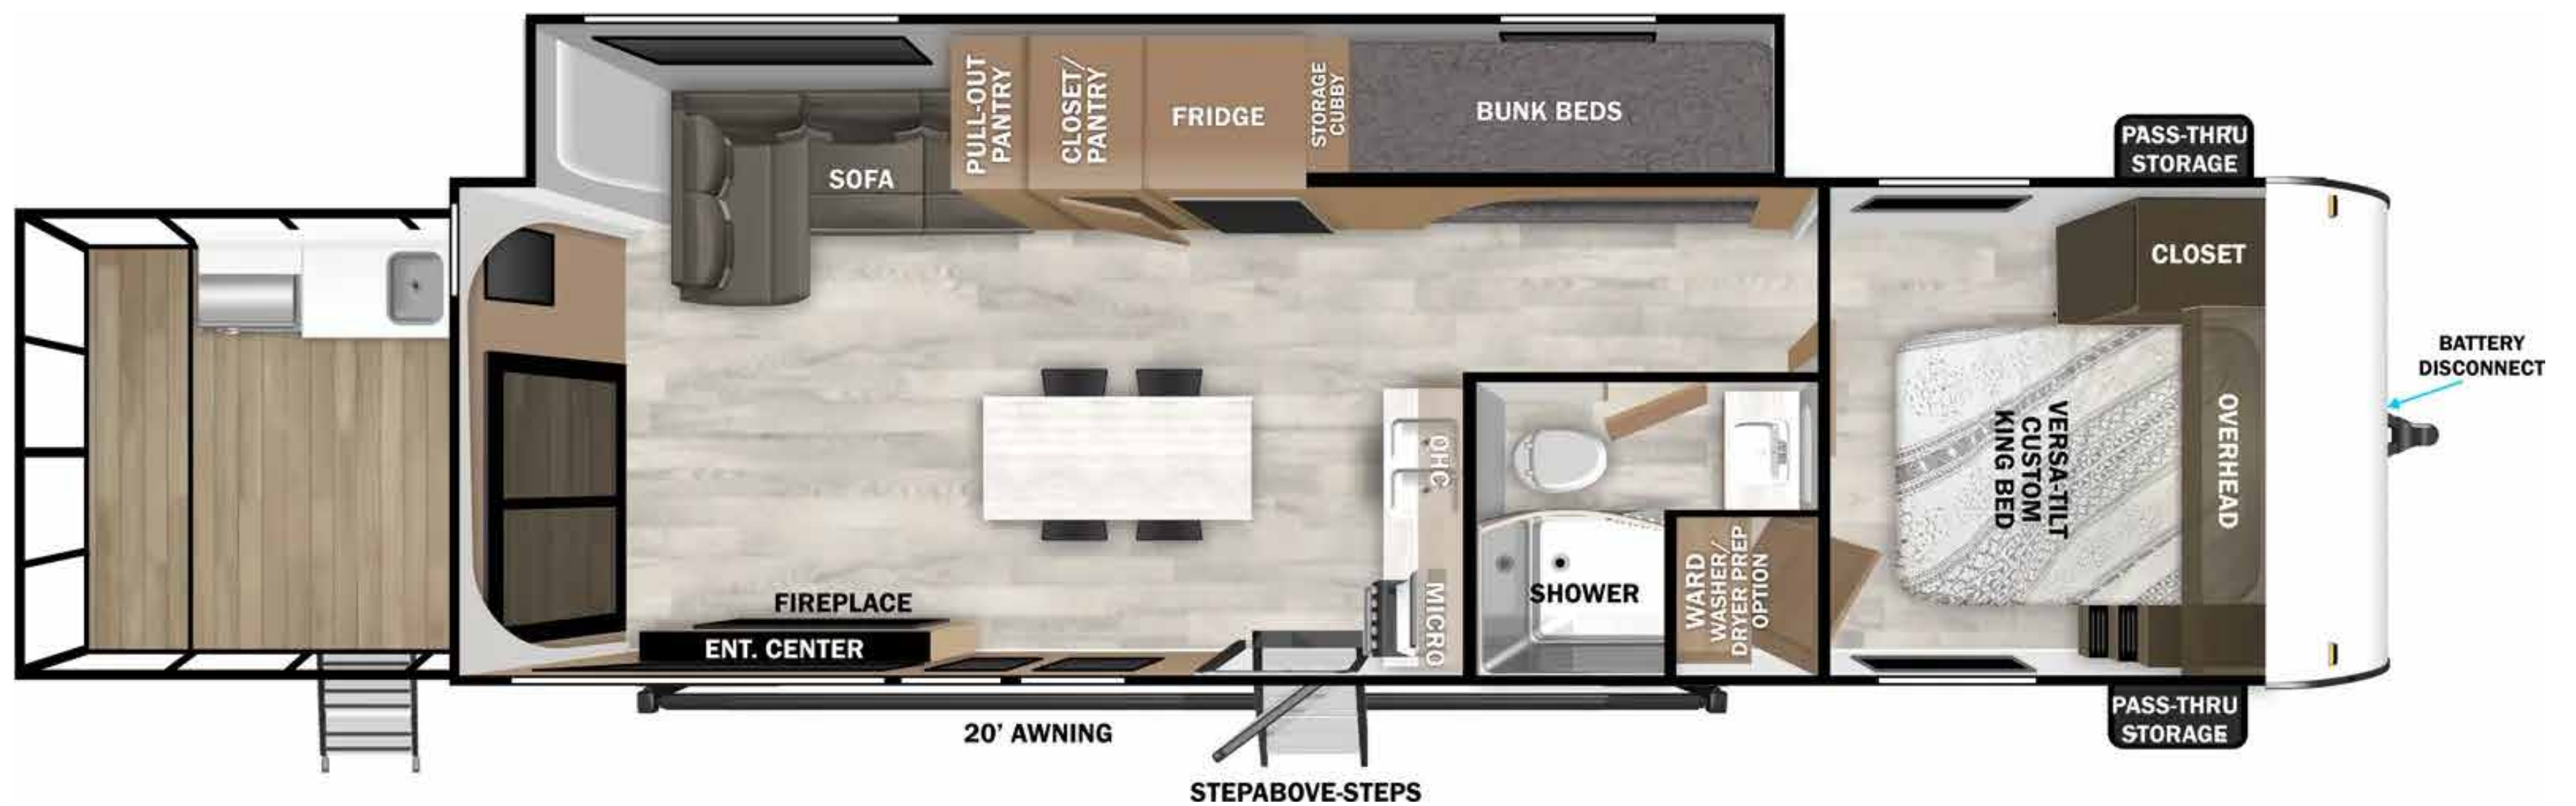 PULL-OUT
PANTRY
CLOSET/
PANTRY
FRIDGE
STORAGE
CUBBY
BUNK BEDS
SOFA
PASS-THRU
STORAGE
CLOSET
BATTERY
DISCONNECT
VERSA-TILT
CUSTOM
KING BED
OVERHEAD
OHC
MICRO
SHOWER
WARD
WASHER/
DRYER PREP
OPTION
FIREPLACE
ENT. CENTER
PASS-THRU
STORAGE
20' AWNING
STEPABOVE-STEPS